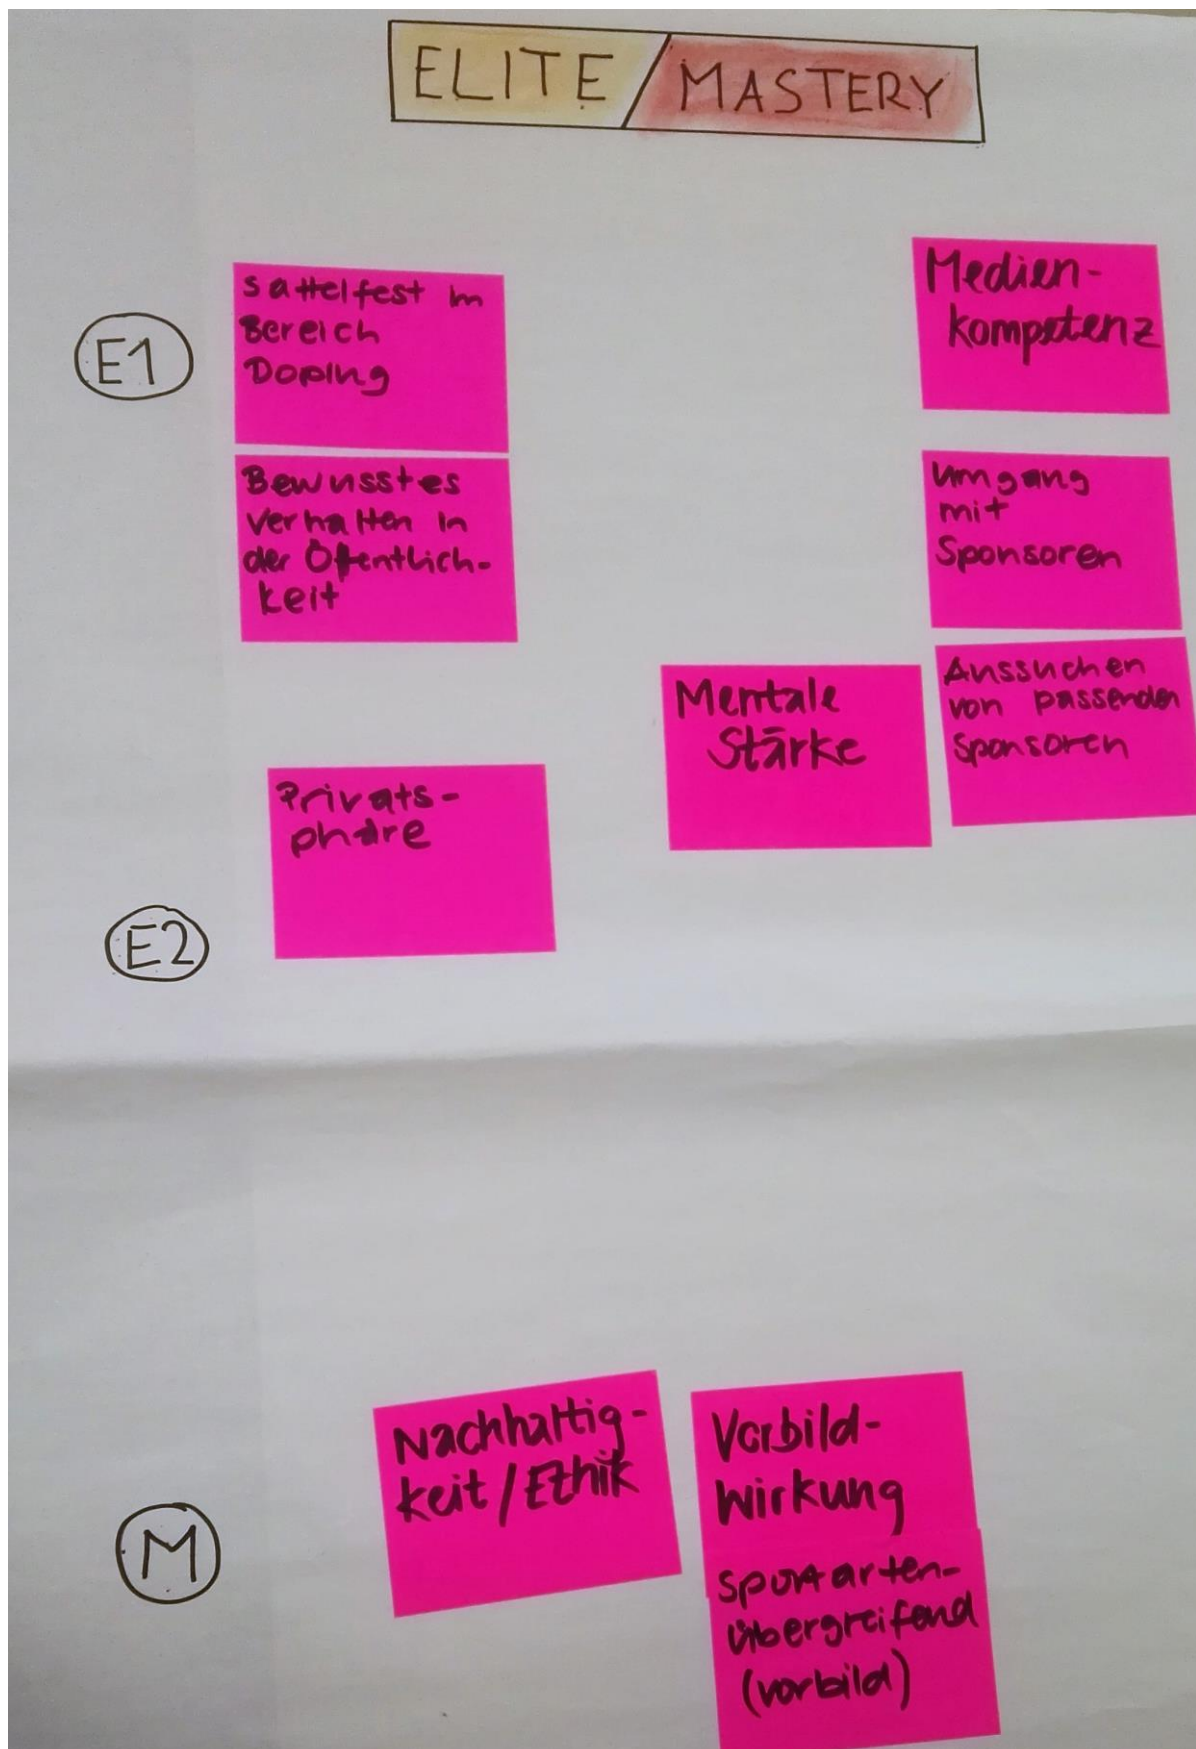 ELITE / MASTERY
E1
sattelfest im
Bereich
Doping
Medien-
kompetenz
Bewusstes
Verhalten in
der Öffentlich-
keit
Umgang
mit
Sponsoren
Mentale
Stärke
Aussuchen
von passenden
Sponsoren
Privats-
phäre
E2
M
Nachhaltig-
keit/Ethik
Vorbild-
wirkung
sportarten-
übergreifend
(vorbild)